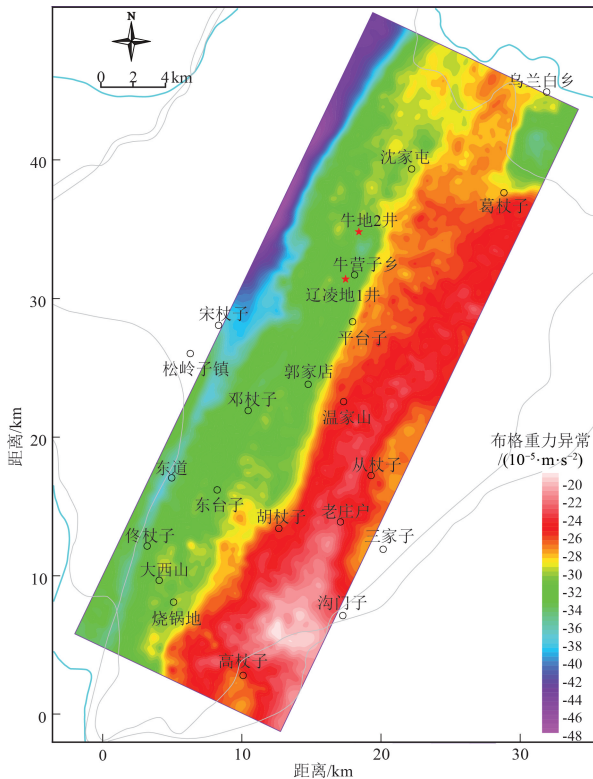 N
0 2 4km
乌兰白乡
沈家屯
葛杖子
牛地2井
牛营子乡
辽凌地1井
宋杖子
平台子
松岭子镇
郭家店
邓杖子
温家山
东道
从杖子
东台子
胡杖子
老庄户
三家子
佟杖子
大西山
烧锅地
沟门子
高杖子
布格重力异常
/(10⁻⁵·m·s⁻²)
-20
-22
-24
-26
-28
-30
-32
-34
-36
-38
-40
-42
-44
-46
-48
距离/km
40
30
20
10
0
0 10 20 30
距离/km